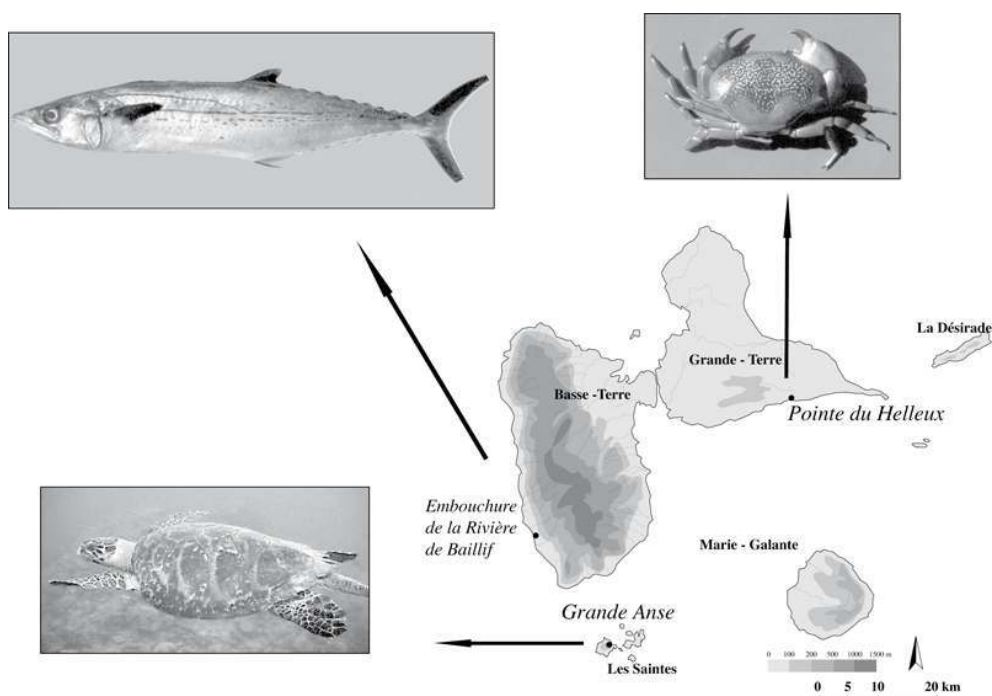 La Désirade
Grande - Terre
Basse -Terre
Pointe du Helleux
Embouchure
de la Rivière
de Baillif
Marie - Galante
Grande Anse
Les Saintes
0 100 200 500 1000 1500 m
0 5 10 20 km